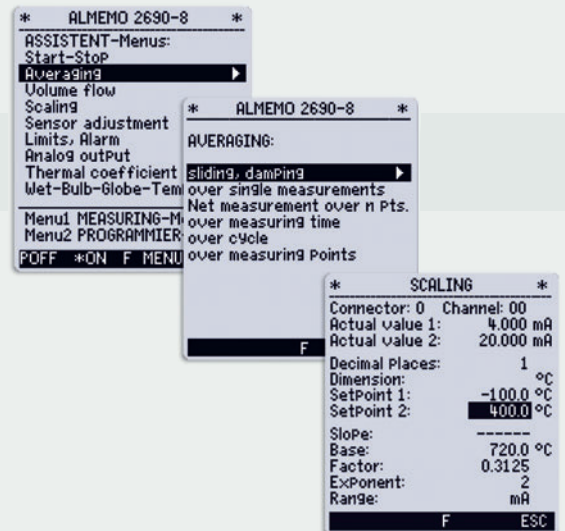 * ALMEMO 2690-8 *
ASSISTENT-Menus:
Start-Stop
Averaging
Volume flow
Scaling
Sensor adjustment
Limits, Alarm
Analog output
Thermal coefficient
Wet-Bulb-Globe-Tem
Menu1 MEASURING-M
Menu2 PROGRAMMIER-
POFF *ON F MENU
* ALMEMO 2690-8 *
AVERAGING:
sliding, damping
over single measurements
Net measurement over n Pts.
over measuring time
over cycle
over measuring Points
F
* SCALING *
Connector: 0 Channel: 00
Actual value 1: 4.000 mA
Actual value 2: 20.000 mA
Decimal Places: 1
Dimension: °C
SetPoint 1: -100.0 °C
SetPoint 2: 400.0 °C
Slope: ------
Base: 720.0 °C
Factor: 0.3125
Exponent: 2
Range: mA
F ESC